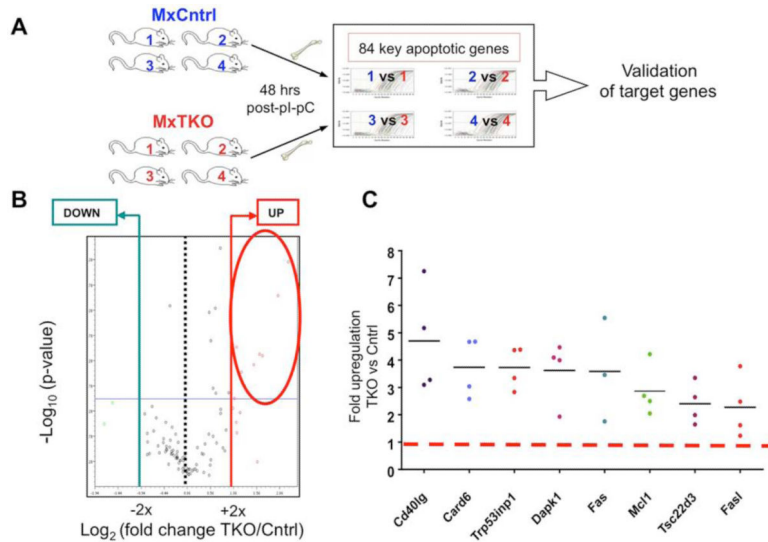 A
MxCntrl
1 2
3 4
48 hrs
post-pI-pC
MxTKO
1 2
3 4
84 key apoptotic genes
1 vs 1 2 vs 2
3 vs 3 4 vs 4
Validation
of target genes
B
DOWN
UP
-Log10 (p-value)
-2x +2x
Log2 (fold change TKO/Cntrl)
C
Fold upregulation
TKO vs Cntrl
8
7
6
5
4
3
2
1
0
Cd40lg
Card6
Trp53inp1
Dapk1
Fas
Mcl1
Tsc22d3
Fasl